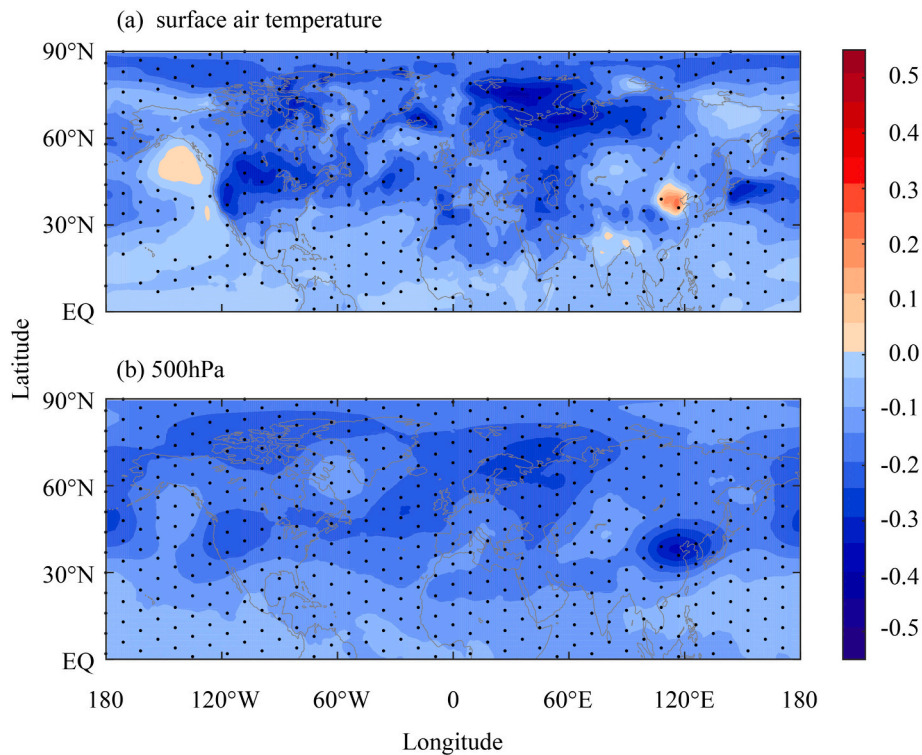 (a) surface air temperature
90°N
60°N
30°N
EQ
(b) 500hPa
90°N
60°N
30°N
EQ
180 120°W 60°W 0 60°E 120°E 180
Longitude
Latitude
0.5
0.4
0.3
0.2
0.1
0.0
-0.1
-0.2
-0.3
-0.4
-0.5